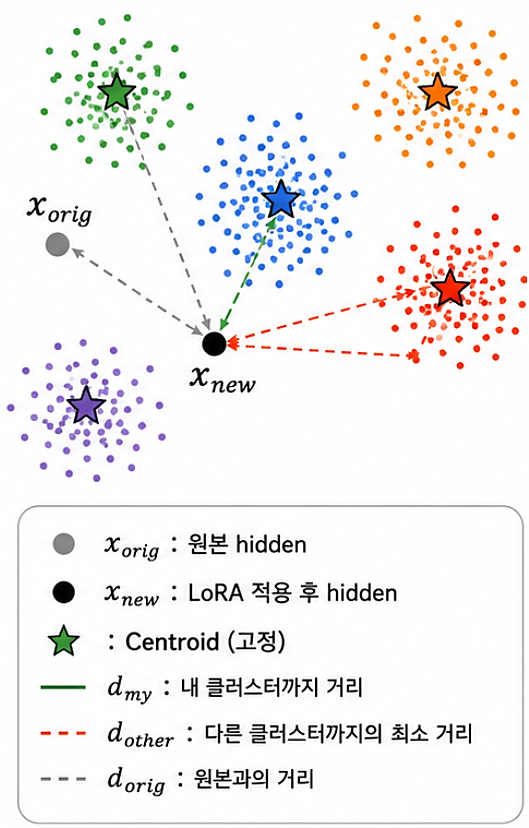 x_orig
x_new
x_orig : 원본 hidden
x_new : LoRA 적용 후 hidden
: Centroid (고정)
d_my : 내 클러스터까지 거리
d_other : 다른 클러스터까지의 최소 거리
d_orig : 원본과의 거리